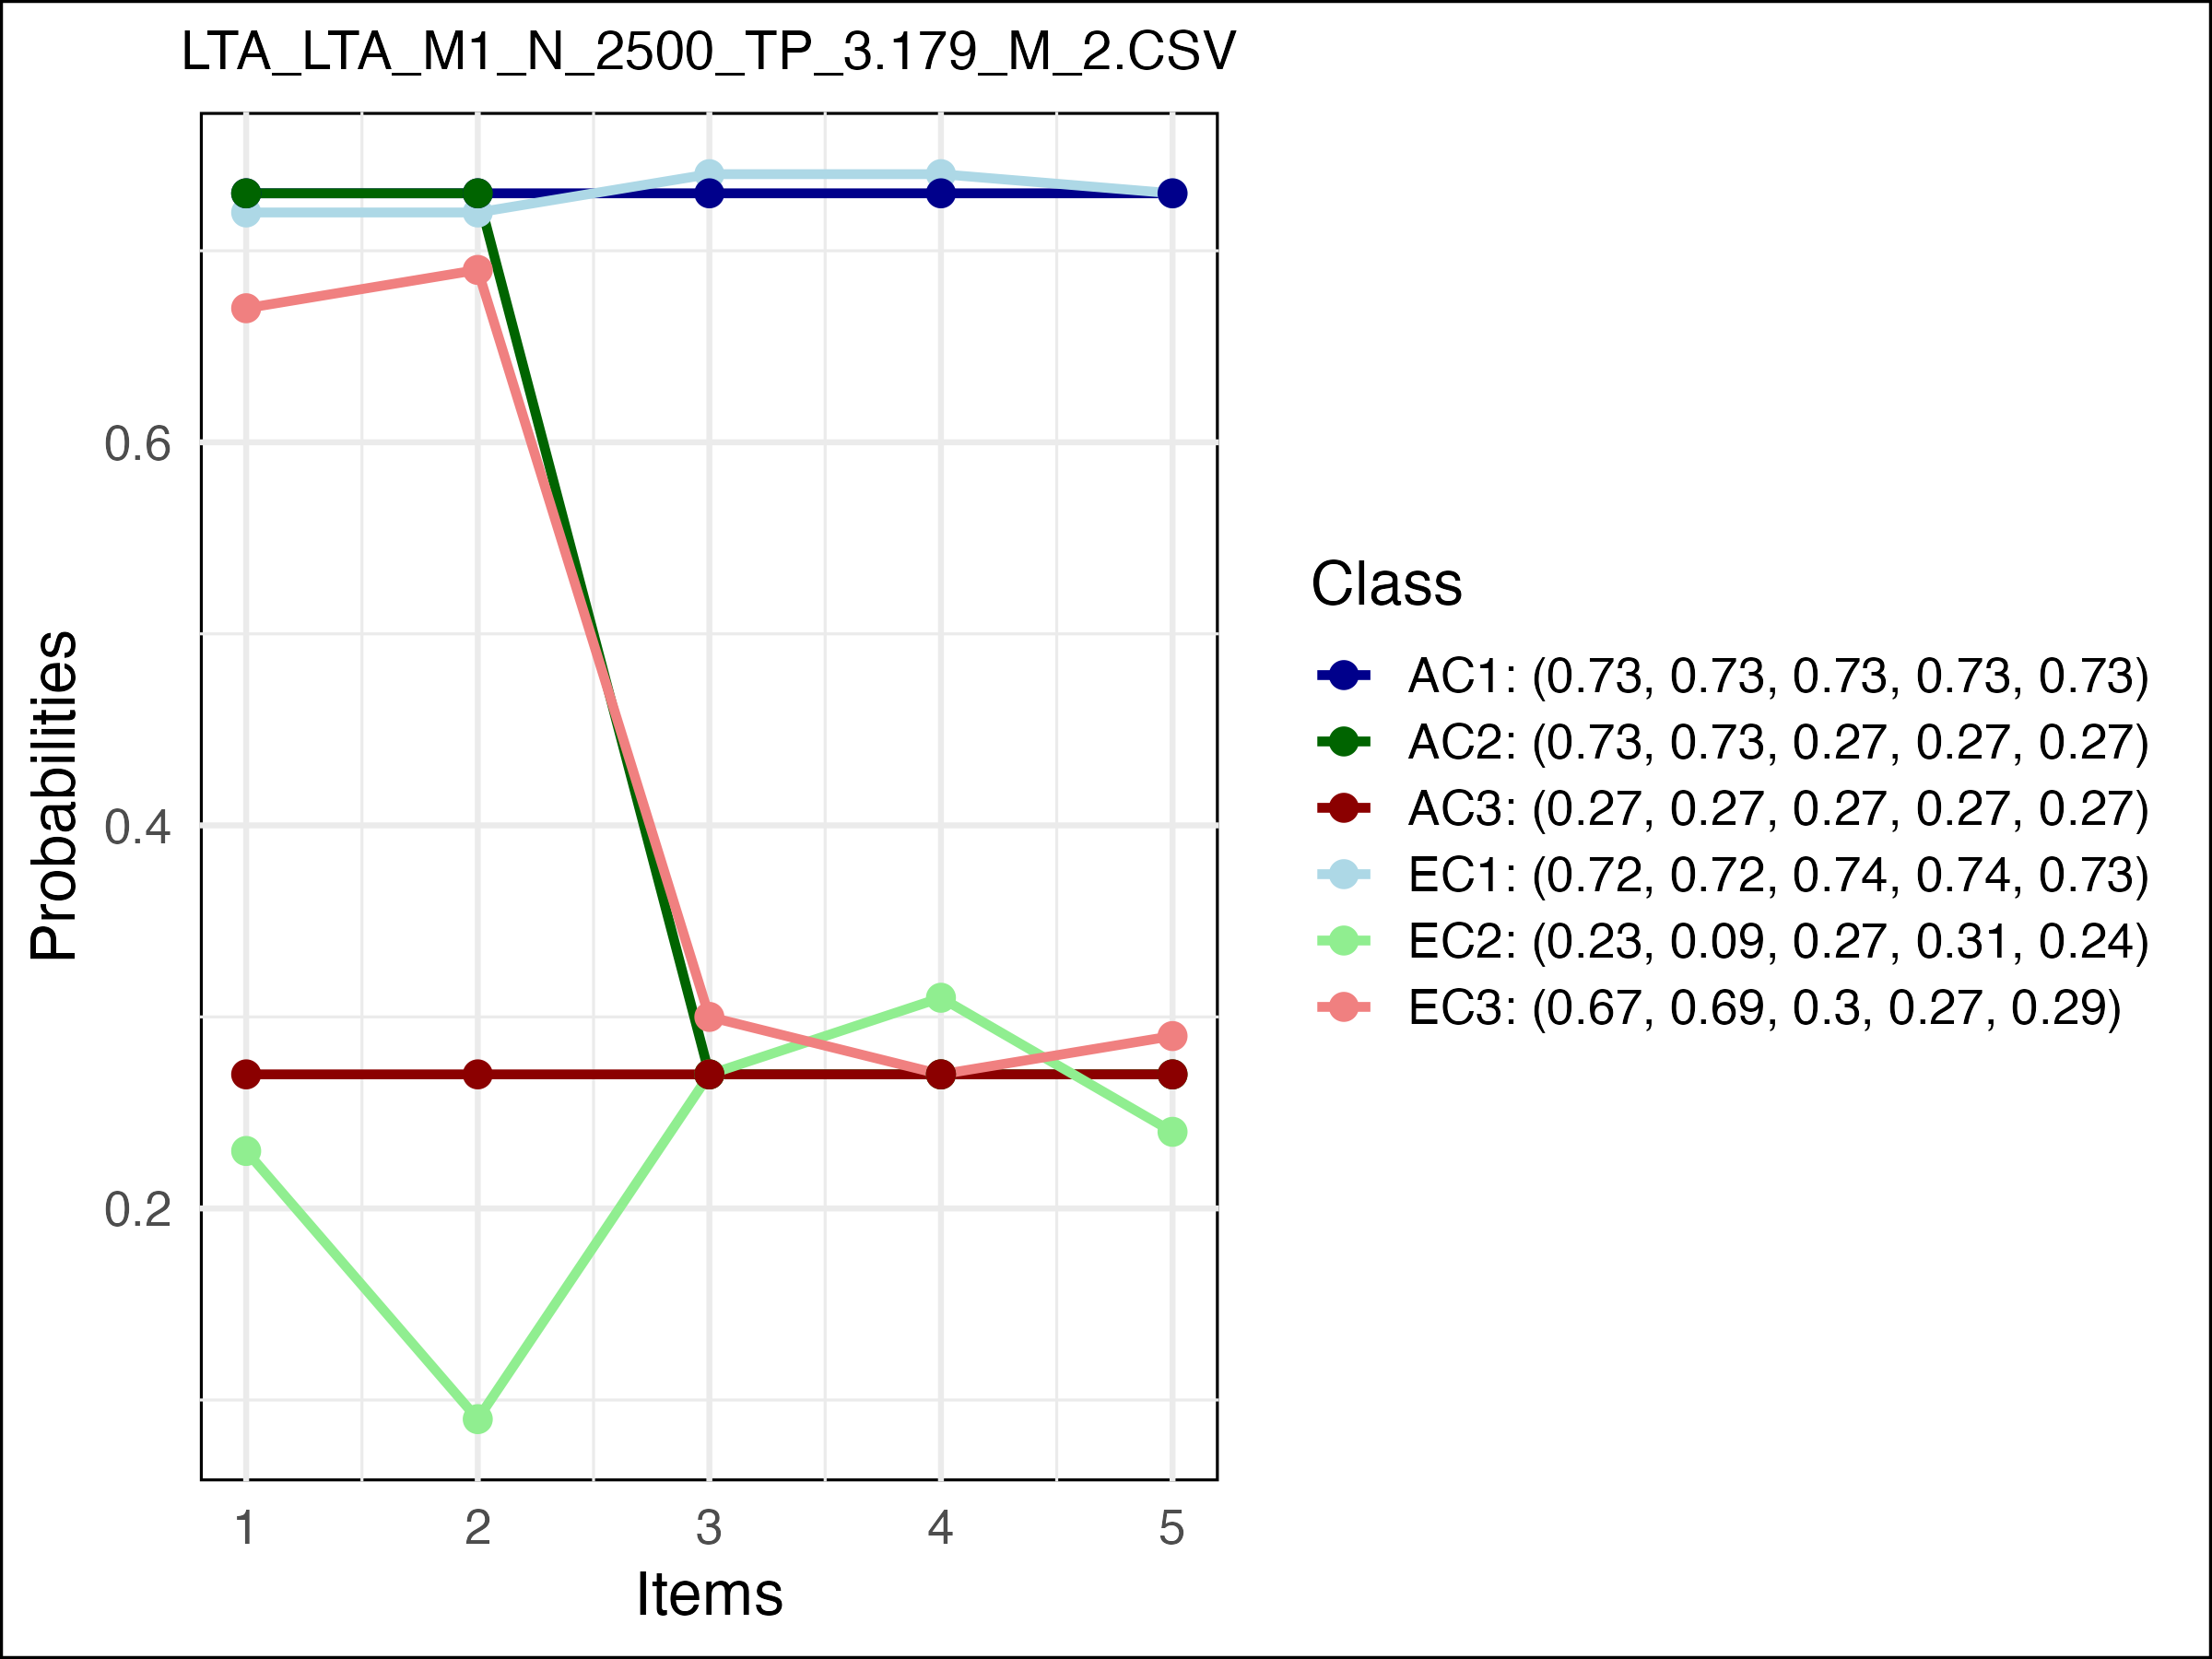 LTA_LTA_M1_N_2500_TP_3.179_M_2.CSV
Probabilities
0.6
0.4
0.2
1 2 3 4 5
Items
Class
AC1: (0.73, 0.73, 0.73, 0.73, 0.73)
AC2: (0.73, 0.73, 0.27, 0.27, 0.27)
AC3: (0.27, 0.27, 0.27, 0.27, 0.27)
EC1: (0.72, 0.72, 0.74, 0.74, 0.73)
EC2: (0.23, 0.09, 0.27, 0.31, 0.24)
EC3: (0.67, 0.69, 0.3, 0.27, 0.29)